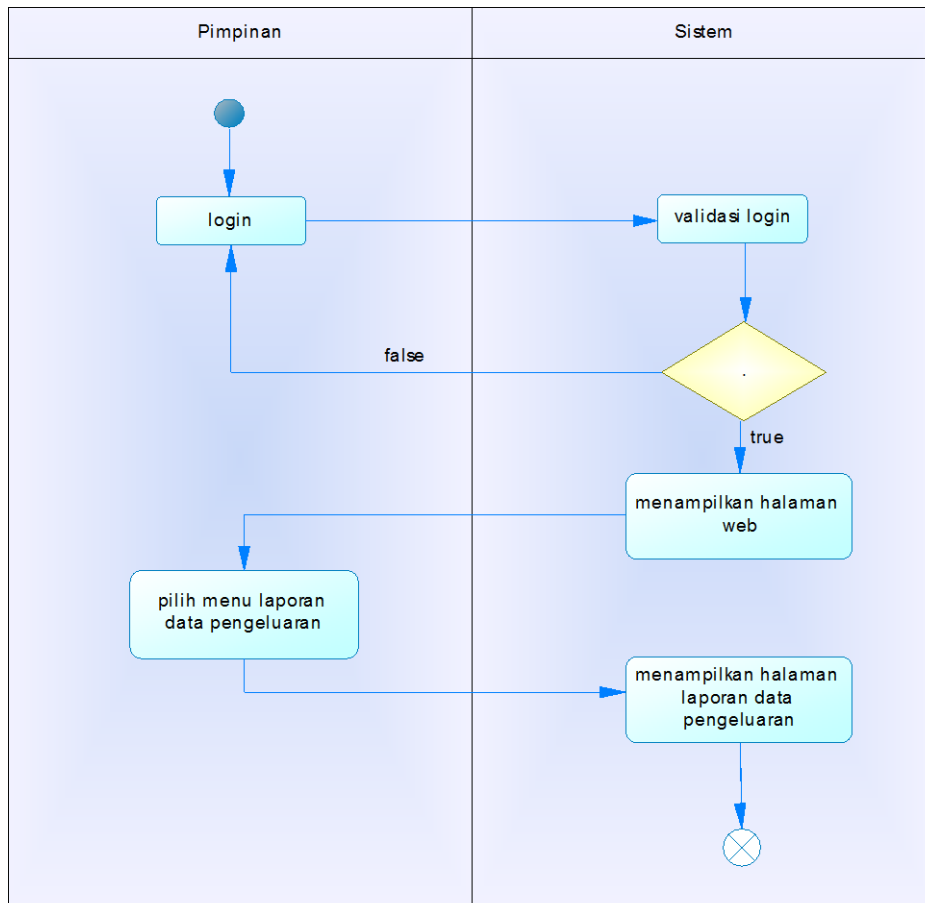 Pimpinan
Sistem
login
validasi login
false
.
true
menampilkan halaman
web
pilih menu laporan
data pengeluaran
menampilkan halaman
laporan data
pengeluaran